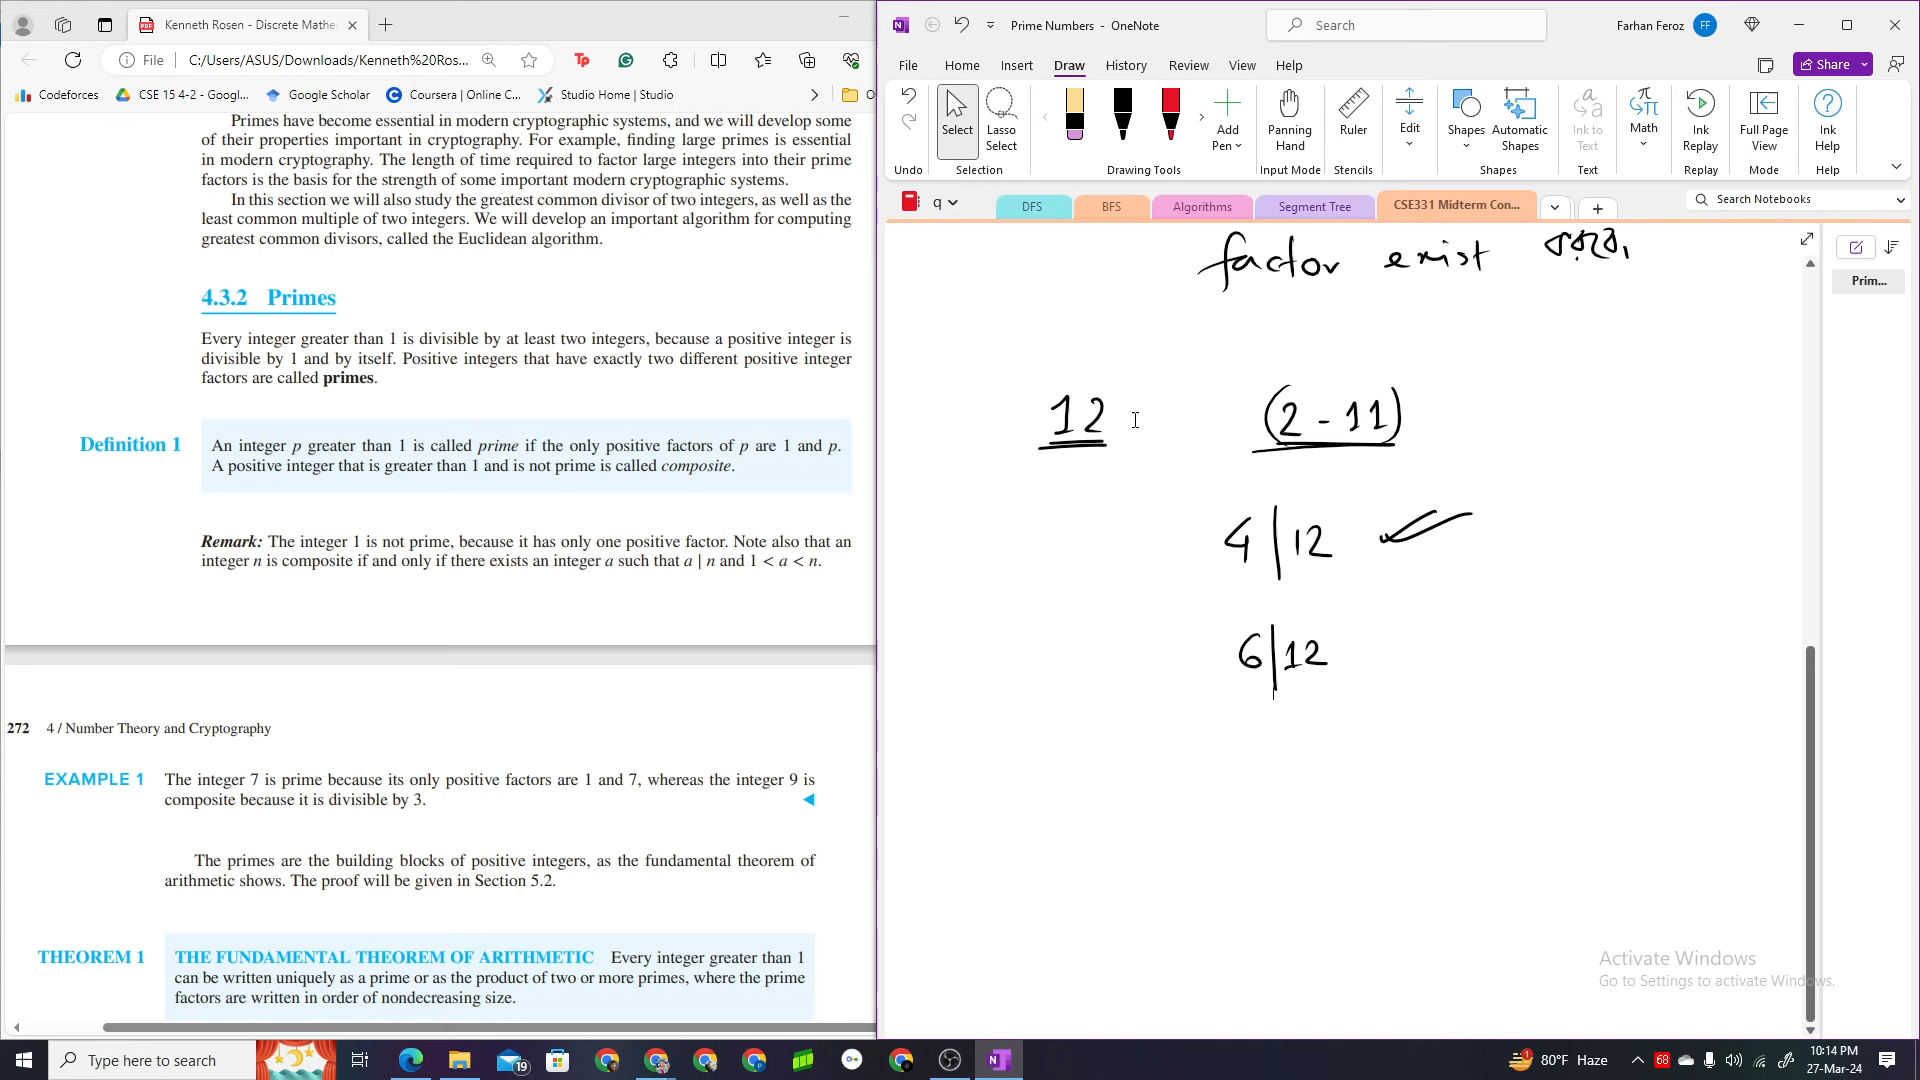 Kenneth Rosen - Discrete Mathe
File
C:/Users/ASUS/Downloads/Kenneth%20Ros...
Codeforces
CSE 15 4-2 - Googl...
Google Scholar
Coursera | Online C...
Studio Home | Studio
Primes have become essential in modern cryptographic systems, and we will develop some
of their properties important in cryptography. For example, finding large primes is essential
in modern cryptography. The length of time required to factor large integers into their prime
factors is the basis for the strength of some important modern cryptographic systems.
In this section we will also study the greatest common divisor of two integers, as well as the
least common multiple of two integers. We will develop an important algorithm for computing
greatest common divisors, called the Euclidean algorithm.
4.3.2 Primes
Every integer greater than 1 is divisible by at least two integers, because a positive integer is
divisible by 1 and by itself. Positive integers that have exactly two different positive integer
factors are called primes.
Definition 1
An integer p greater than 1 is called prime if the only positive factors of p are 1 and p.
A positive integer that is greater than 1 and is not prime is called composite.
Remark: The integer 1 is not prime, because it has only one positive factor. Note also that an
integer n is composite if and only if there exists an integer a such that a | n and 1 < a < n.
272 4 / Number Theory and Cryptography
EXAMPLE 1
The integer 7 is prime because its only positive factors are 1 and 7, whereas the integer 9 is
composite because it is divisible by 3.
The primes are the building blocks of positive integers, as the fundamental theorem of
arithmetic shows. The proof will be given in Section 5.2.
THEOREM 1
THE FUNDAMENTAL THEOREM OF ARITHMETIC Every integer greater than 1
can be written uniquely as a prime or as the product of two or more primes, where the prime
factors are written in order of nondecreasing size.
Prime Numbers - OneNote
Search
Farhan Feroz
FF
File Home Insert Draw History Review View Help
Share
Undo
Select
Lasso Select
Selection
Drawing Tools
Add Pen
Panning Hand
Input Mode
Ruler
Stencils
Edit
Shapes
Automatic Shapes
Shapes
Ink to Text
Text
Math
Ink Replay
Replay
Full Page View
Mode
Ink Help
Help
q
DFS
BFS
Algorithms
Segment Tree
CSE331 Midterm Con...
Search Notebooks
Prim...
factor exist
12 (2 - 11)
4 | 12
6 | 12
Activate Windows
Go to Settings to activate Windows.
Type here to search
19
80°F Haze
68
10:14 PM
27-Mar-24